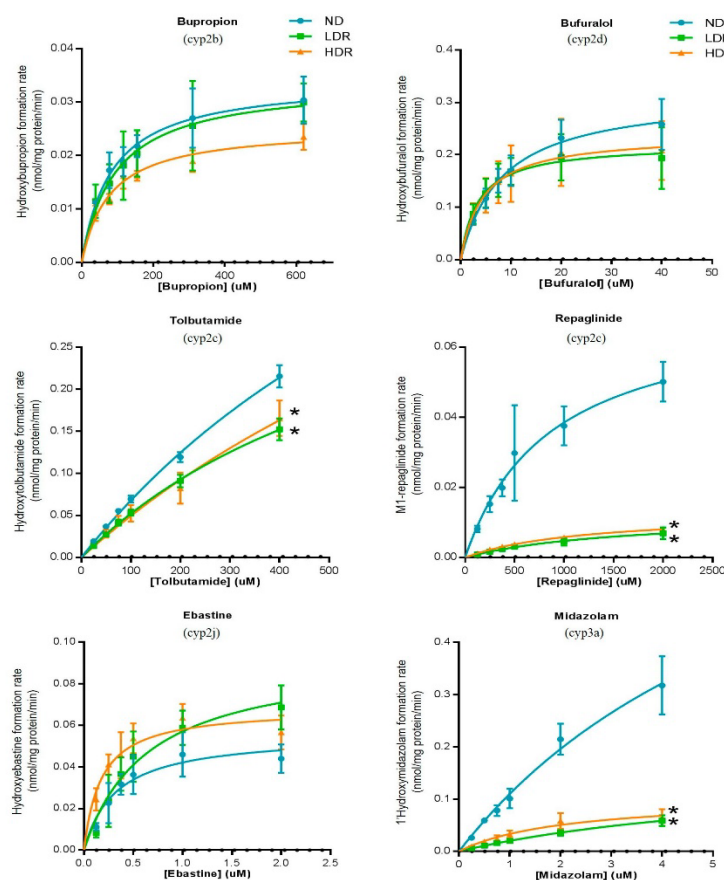 Bupropion
(cyp2b)
ND
LDR
HDR
Hydroxybupropion formation rate
(nmol/mg protein/min)
0.04
0.03
0.02
0.01
0.00
0
200
400
600
[Bupropion] (uM)
Bufuralol
(cyp2d)
ND
LDI
HD
Hydroxybufuralol formation rate
(nmol/mg protein/min)
0.4
0.3
0.2
0.1
0.0
0
10
20
30
40
50
[Bufuralol] (uM)
Tolbutamide
(cyp2c)
Hydroxytolbutamide formation rate
(nmol/mg protein/min)
0.25
0.20
0.15
0.10
0.05
0.00
0
100
200
300
400
500
*
*
[Tolbutamide] (uM)
Repaglinide
(cyp2c)
M1-repaglinide formation rate
(nmol/mg protein/min)
0.06
0.04
0.02
0.00
0
500
1000
1500
2000
2500
*
*
[Repaglinide] (uM)
Ebastine
(cyp2j)
Hydroxyebastine formation rate
(nmol/mg protein/min)
0.10
0.08
0.06
0.04
0.02
0.00
0.0
0.5
1.0
1.5
2.0
2.5
[Ebastine] (uM)
Midazolam
(cyp3a)
1'Hydroxymidazolam formation rate
(nmol/mg protein/min)
0.4
0.3
0.2
0.1
0.0
0
1
2
3
4
5
*
*
[Midazolam] (uM)